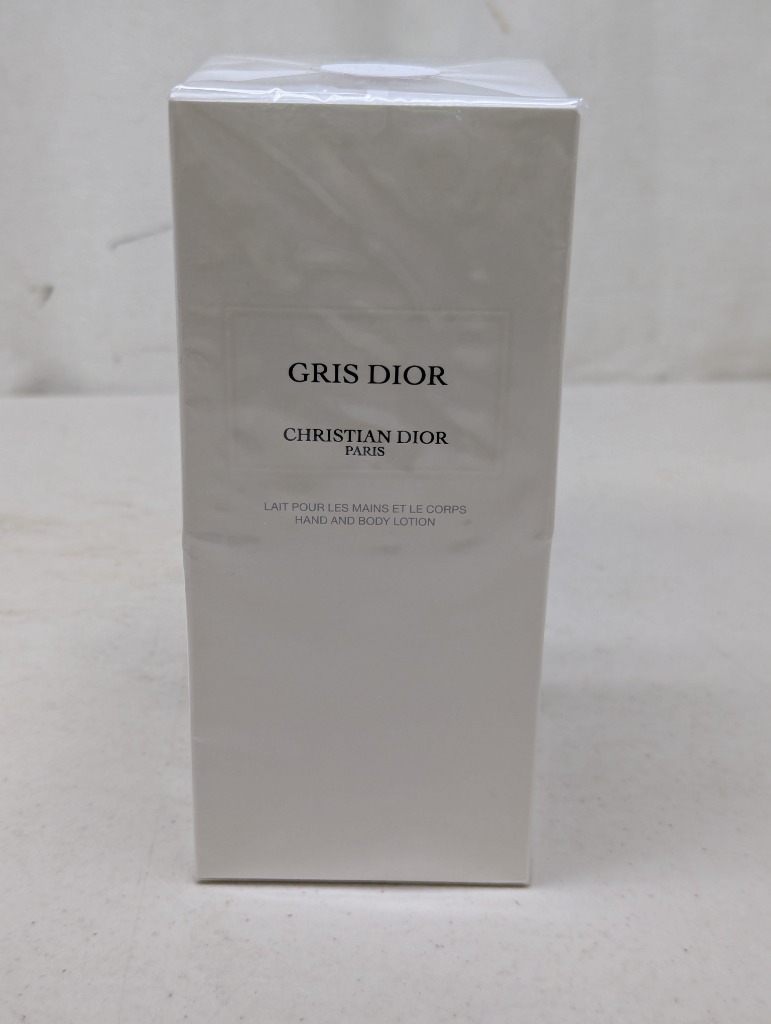 GRIS DIOR
CHRISTIAN DIOR
PARIS
LAIT POUR LES MAINS ET LE CORPS
HAND AND BODY LOTION